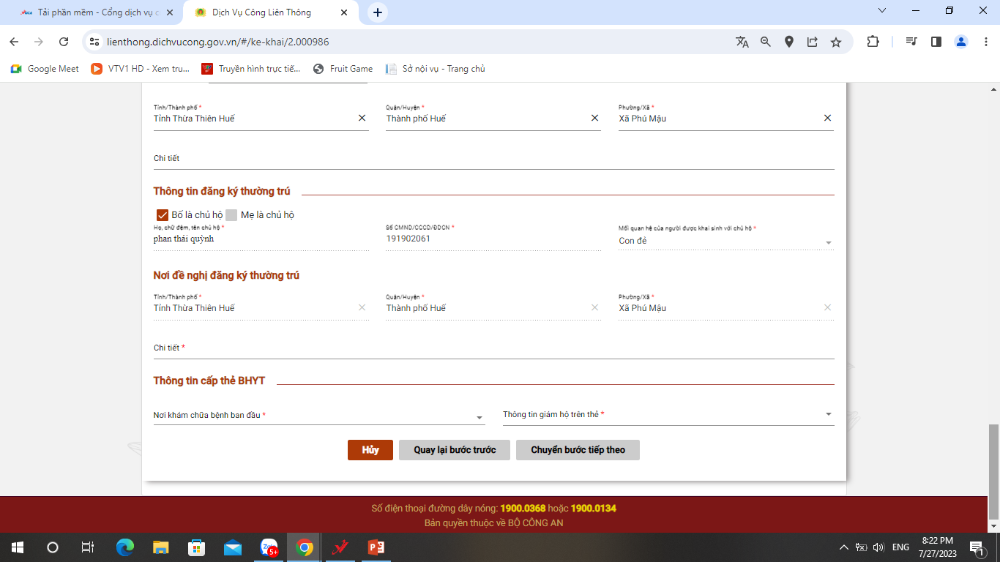 Tải phần mềm - Cổng dịch vụ c
Dịch Vụ Công Liên Thông
lienthong.dichvucong.gov.vn/#/ke-khai/2.000986
Google Meet
VTV1 HD - Xem tru...
Truyền hình trực tiế...
Fruit Game
Sở nội vụ - Trang chủ
Tỉnh/Thành phố * Quận/Huyện * Phường/Xã *
Tỉnh Thừa Thiên Huế Thành phố Huế Xã Phú Mậu
Chi tiết
Thông tin đăng ký thường trú
Bố là chủ hộ Mẹ là chủ hộ
Họ, chữ đệm, tên chủ hộ * Số CMND/CCCD/ĐDCN * Mối quan hệ của người được khai sinh với chủ hộ *
phan thái quỳnh 191902061 Con đẻ
Nơi đề nghị đăng ký thường trú
Tỉnh/Thành phố * Quận/Huyện * Phường/Xã *
Tỉnh Thừa Thiên Huế Thành phố Huế Xã Phú Mậu
Chi tiết *
Thông tin cấp thẻ BHYT
Nơi khám chữa bệnh ban đầu * Thông tin giám hộ trên thẻ *
Hủy Quay lại bước trước Chuyển bước tiếp theo
Số điện thoại đường dây nóng: 1900.0368 hoặc 1900.0134
Bản quyền thuộc về BỘ CÔNG AN
5+
ENG
8:22 PM
7/27/2023
1